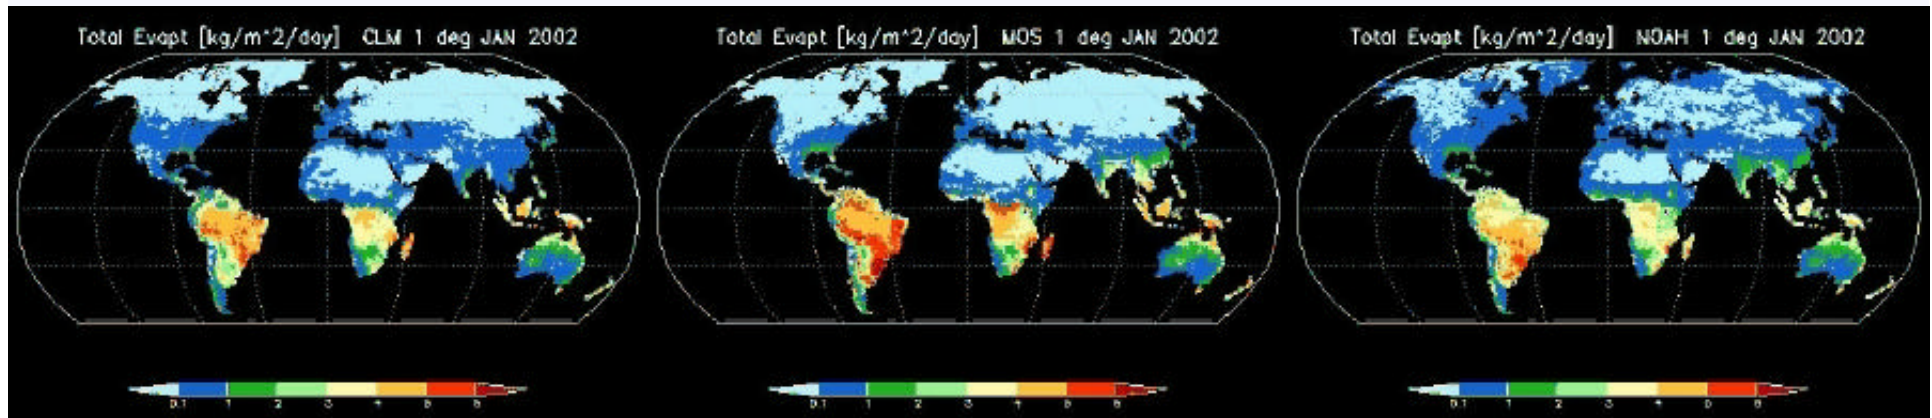 Total Evapt [kg/m^2/day] CLM 1 deg JAN 2002
Total Evapt [kg/m^2/day] MOS 1 deg JAN 2002
Total Evapt [kg/m^2/day] NOAH 1 deg JAN 2002
0.1 1 2 3 4 5 6
0.1 1 2 3 4 5 6
0.1 1 2 3 4 5 6